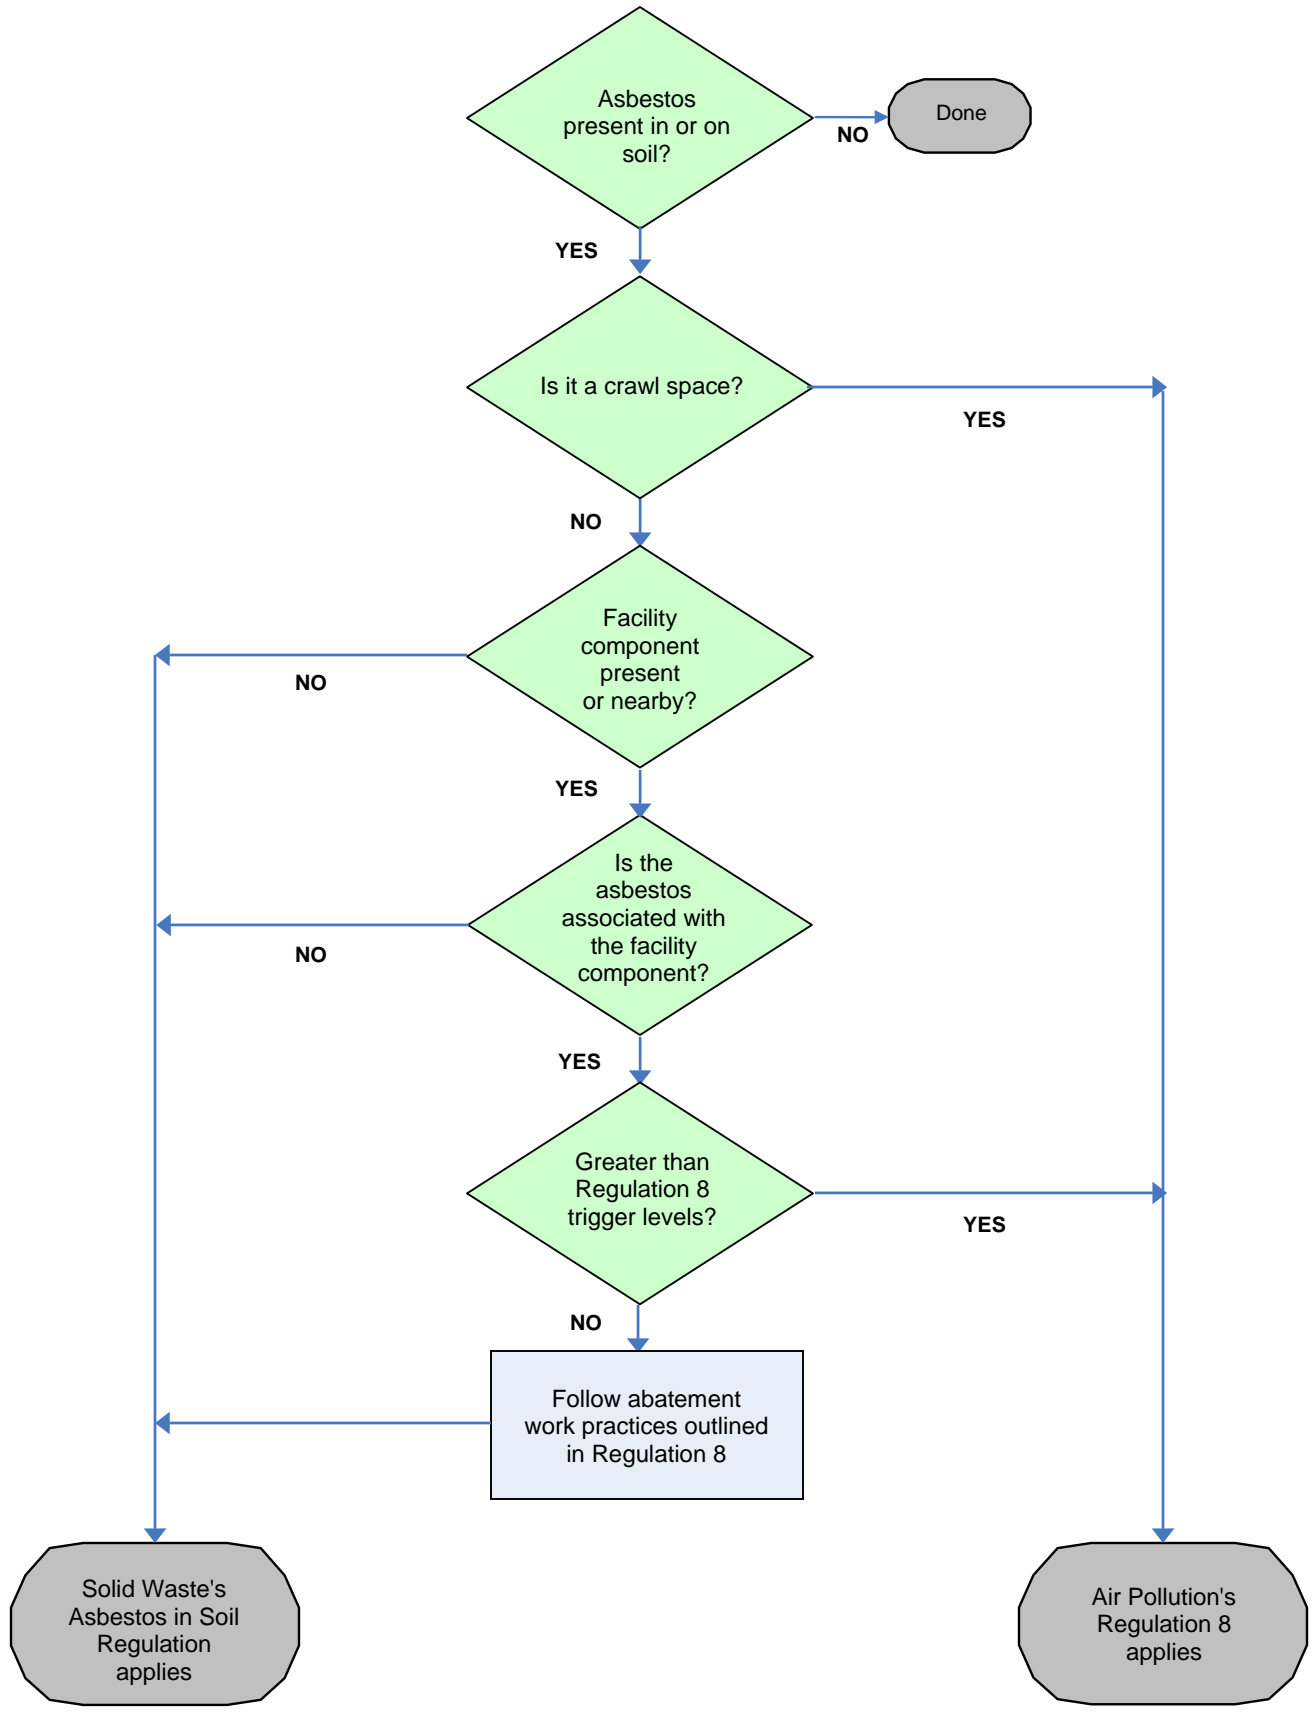 Asbestos
present in or on
soil?
NO
Done
YES
Is it a crawl space?
YES
NO
Facility
component
present
or nearby?
NO
YES
Is the
asbestos
associated with
the facility
component?
NO
YES
Greater than
Regulation 8
trigger levels?
YES
NO
Follow abatement
work practices outlined
in Regulation 8
Solid Waste's
Asbestos in Soil
Regulation
applies
Air Pollution's
Regulation 8
applies